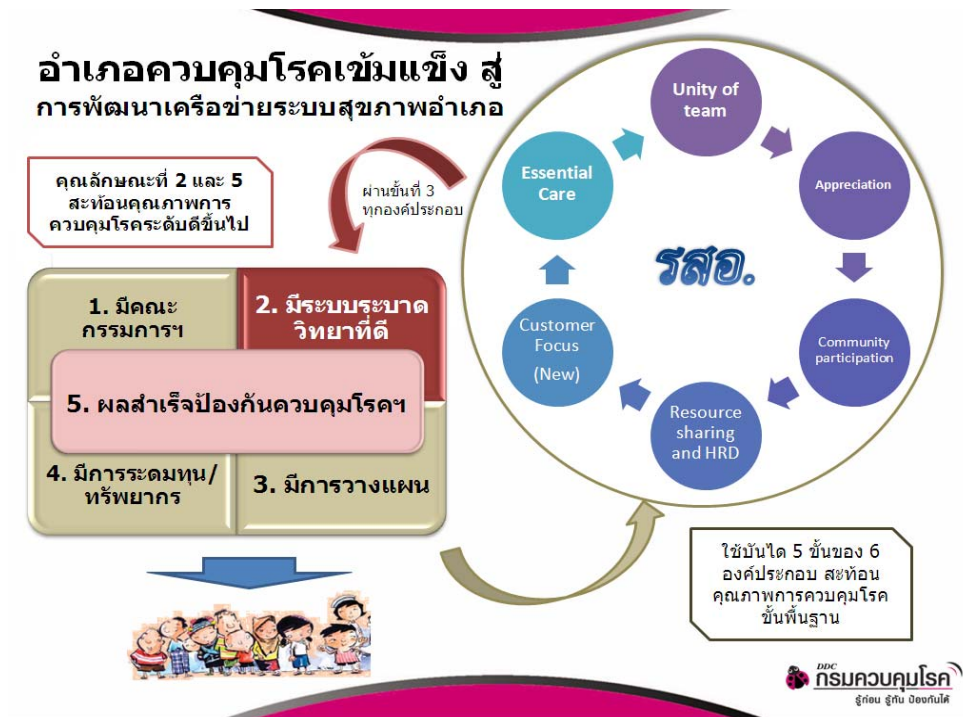 อำเภอควบคุมโรคเข้มแข็ง สู่
การพัฒนาเครือข่ายระบบสุขภาพอำเภอ
คุณลักษณะที่ 2 และ 5
สะท้อนคุณภาพการ
ควบคุมโรคระดับดีขึ้นไป
ผ่านขั้นที่ 3
ทุกองค์ประกอบ
1. มีคณะ
กรรมการฯ
2. มีระบบระบาด
วิทยาที่ดี
5. ผลสำเร็จป้องกันควบคุมโรคฯ
4. มีการระดมทุน/
ทรัพยากร
3. มีการวางแผน
Unity of
team
Appreciation
Community
participation
Resource
sharing
and HRD
Customer
Focus
(New)
Essential
Care
รสอ.
ใช้บันได 5 ขั้นของ 6
องค์ประกอบ สะท้อน
คุณภาพการควบคุมโรค
ขั้นพื้นฐาน
DDC
กรมควบคุมโรค
รู้ก่อน รู้ทัน ป้องกันได้